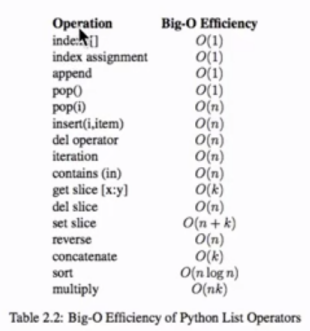 Operation Big-O Efficiency
index [] O(1)
index assignment O(1)
append O(1)
pop() O(1)
pop(i) O(n)
insert(i,item) O(n)
del operator O(n)
iteration O(n)
contains (in) O(n)
get slice [x:y] O(k)
del slice O(n)
set slice O(n + k)
reverse O(n)
concatenate O(k)
sort O(n log n)
multiply O(nk)
Table 2.2: Big-O Efficiency of Python List Operators